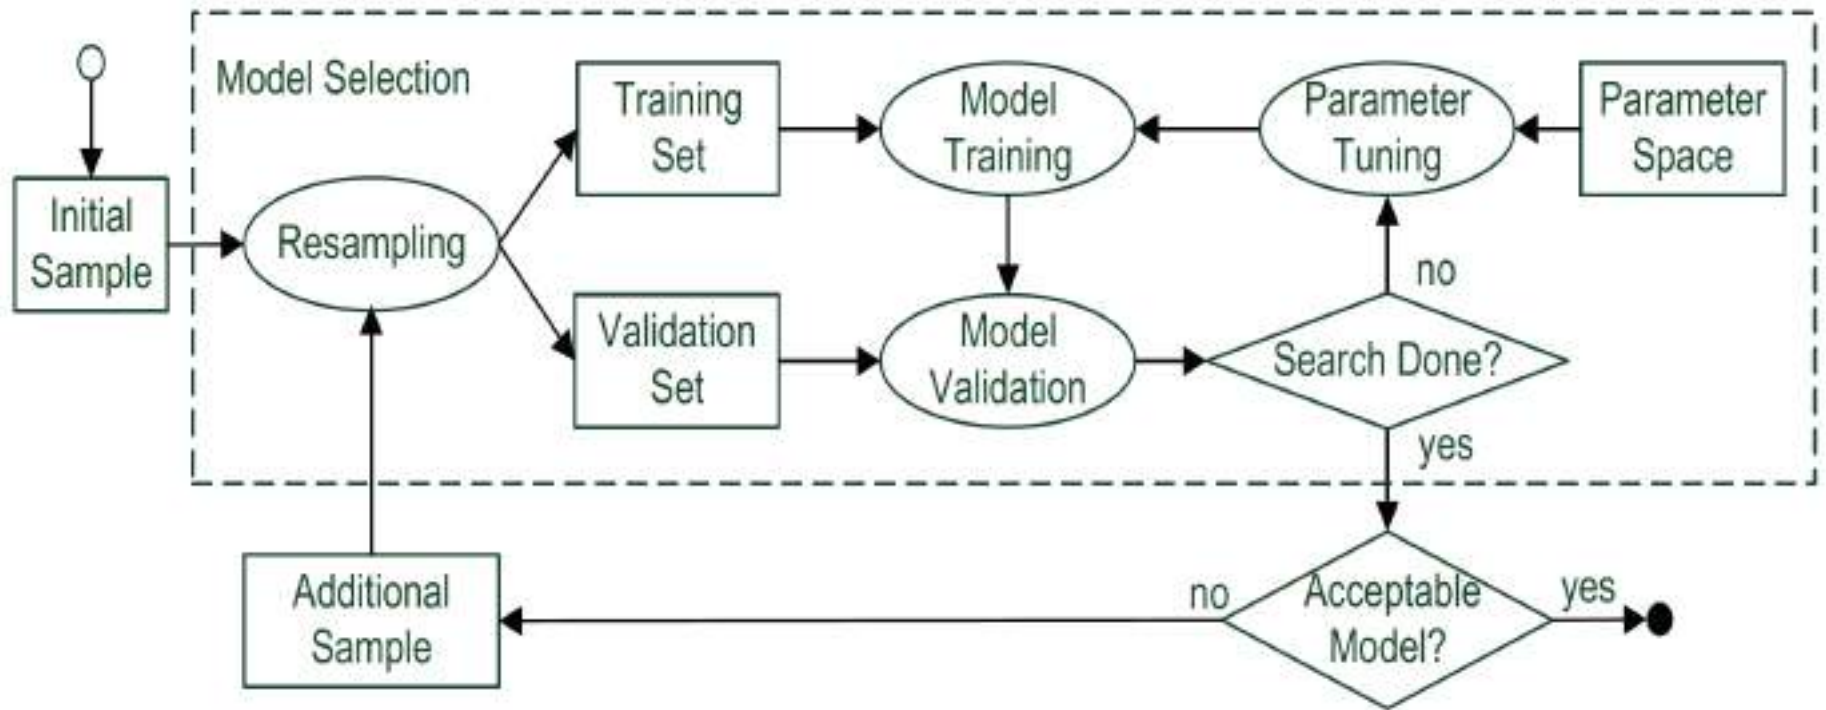 Model Selection
Training
Set
Model
Training
Parameter
Tuning
Parameter
Space
Initial
Sample
Resampling
no
Validation
Set
Model
Validation
Search Done?
yes
Additional
Sample
no
Acceptable
Model?
yes